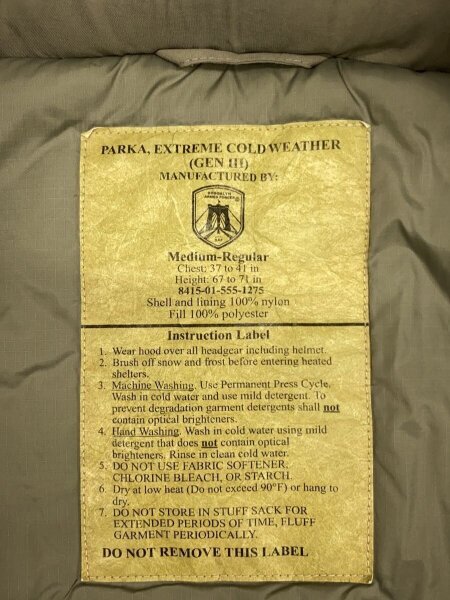 PARKA, EXTREME COLD WEATHER
(GEN III)
MANUFACTURED BY:
BROOKLYN
ARMED FORCES
BAF
Medium-Regular
Chest: 37 to 41 in
Height: 67 to 71 in
8415-01-555-1275
Shell and lining 100% nylon
Fill 100% polyester
Instruction Label
1. Wear hood over all headgear including helmet.
2. Brush off snow and frost before entering heated
shelters.
3. Machine Washing. Use Permanent Press Cycle.
Wash in cold water and use mild detergent. To
prevent degradation garment detergents shall not
contain optical brighteners.
4. Hand Washing. Wash in cold water using mild
detergent that does not contain optical
brighteners. Rinse in clean cold water.
5. DO NOT USE FABRIC SOFTENER,
CHLORINE BLEACH, OR STARCH.
6. Dry at low heat (Do not exceed 90°F) or hang to
dry.
7. DO NOT STORE IN STUFF SACK FOR
EXTENDED PERIODS OF TIME, FLUFF
GARMENT PERIODICALLY.
DO NOT REMOVE THIS LABEL